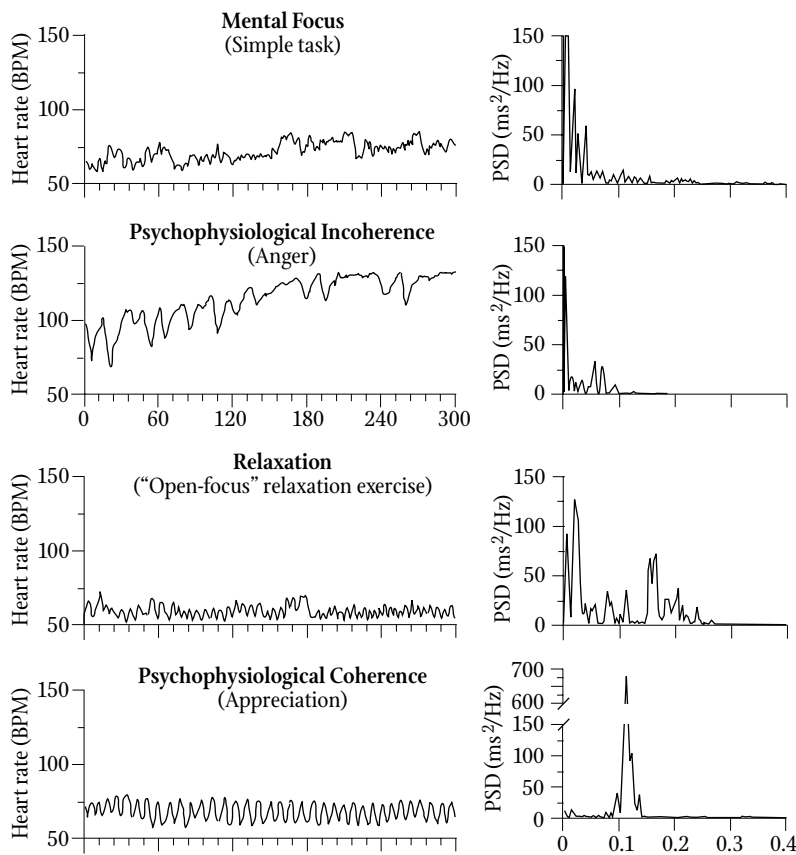 Mental Focus
(Simple task)
Heart rate (BPM)
150
100
50
PSD (ms2/Hz)
150
100
50
0
Psychophysiological Incoherence
(Anger)
Heart rate (BPM)
150
100
50
0 60 120 180 240 300
PSD (ms2/Hz)
150
100
50
0
Relaxation
(“Open-focus” relaxation exercise)
Heart rate (BPM)
150
100
50
PSD (ms2/Hz)
150
100
50
0
Psychophysiological Coherence
(Appreciation)
Heart rate (BPM)
150
100
50
PSD (ms2/Hz)
700
600
150
100
50
0
0 0.1 0.2 0.3 0.4